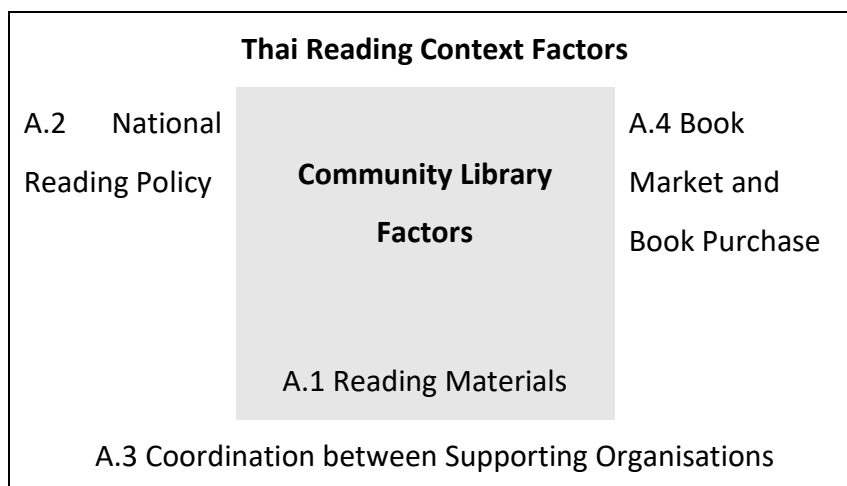 Thai Reading Context Factors
A.2 National
Reading Policy
Community Library
Factors
A.1 Reading Materials
A.4 Book
Market and
Book Purchase
A.3 Coordination between Supporting Organisations